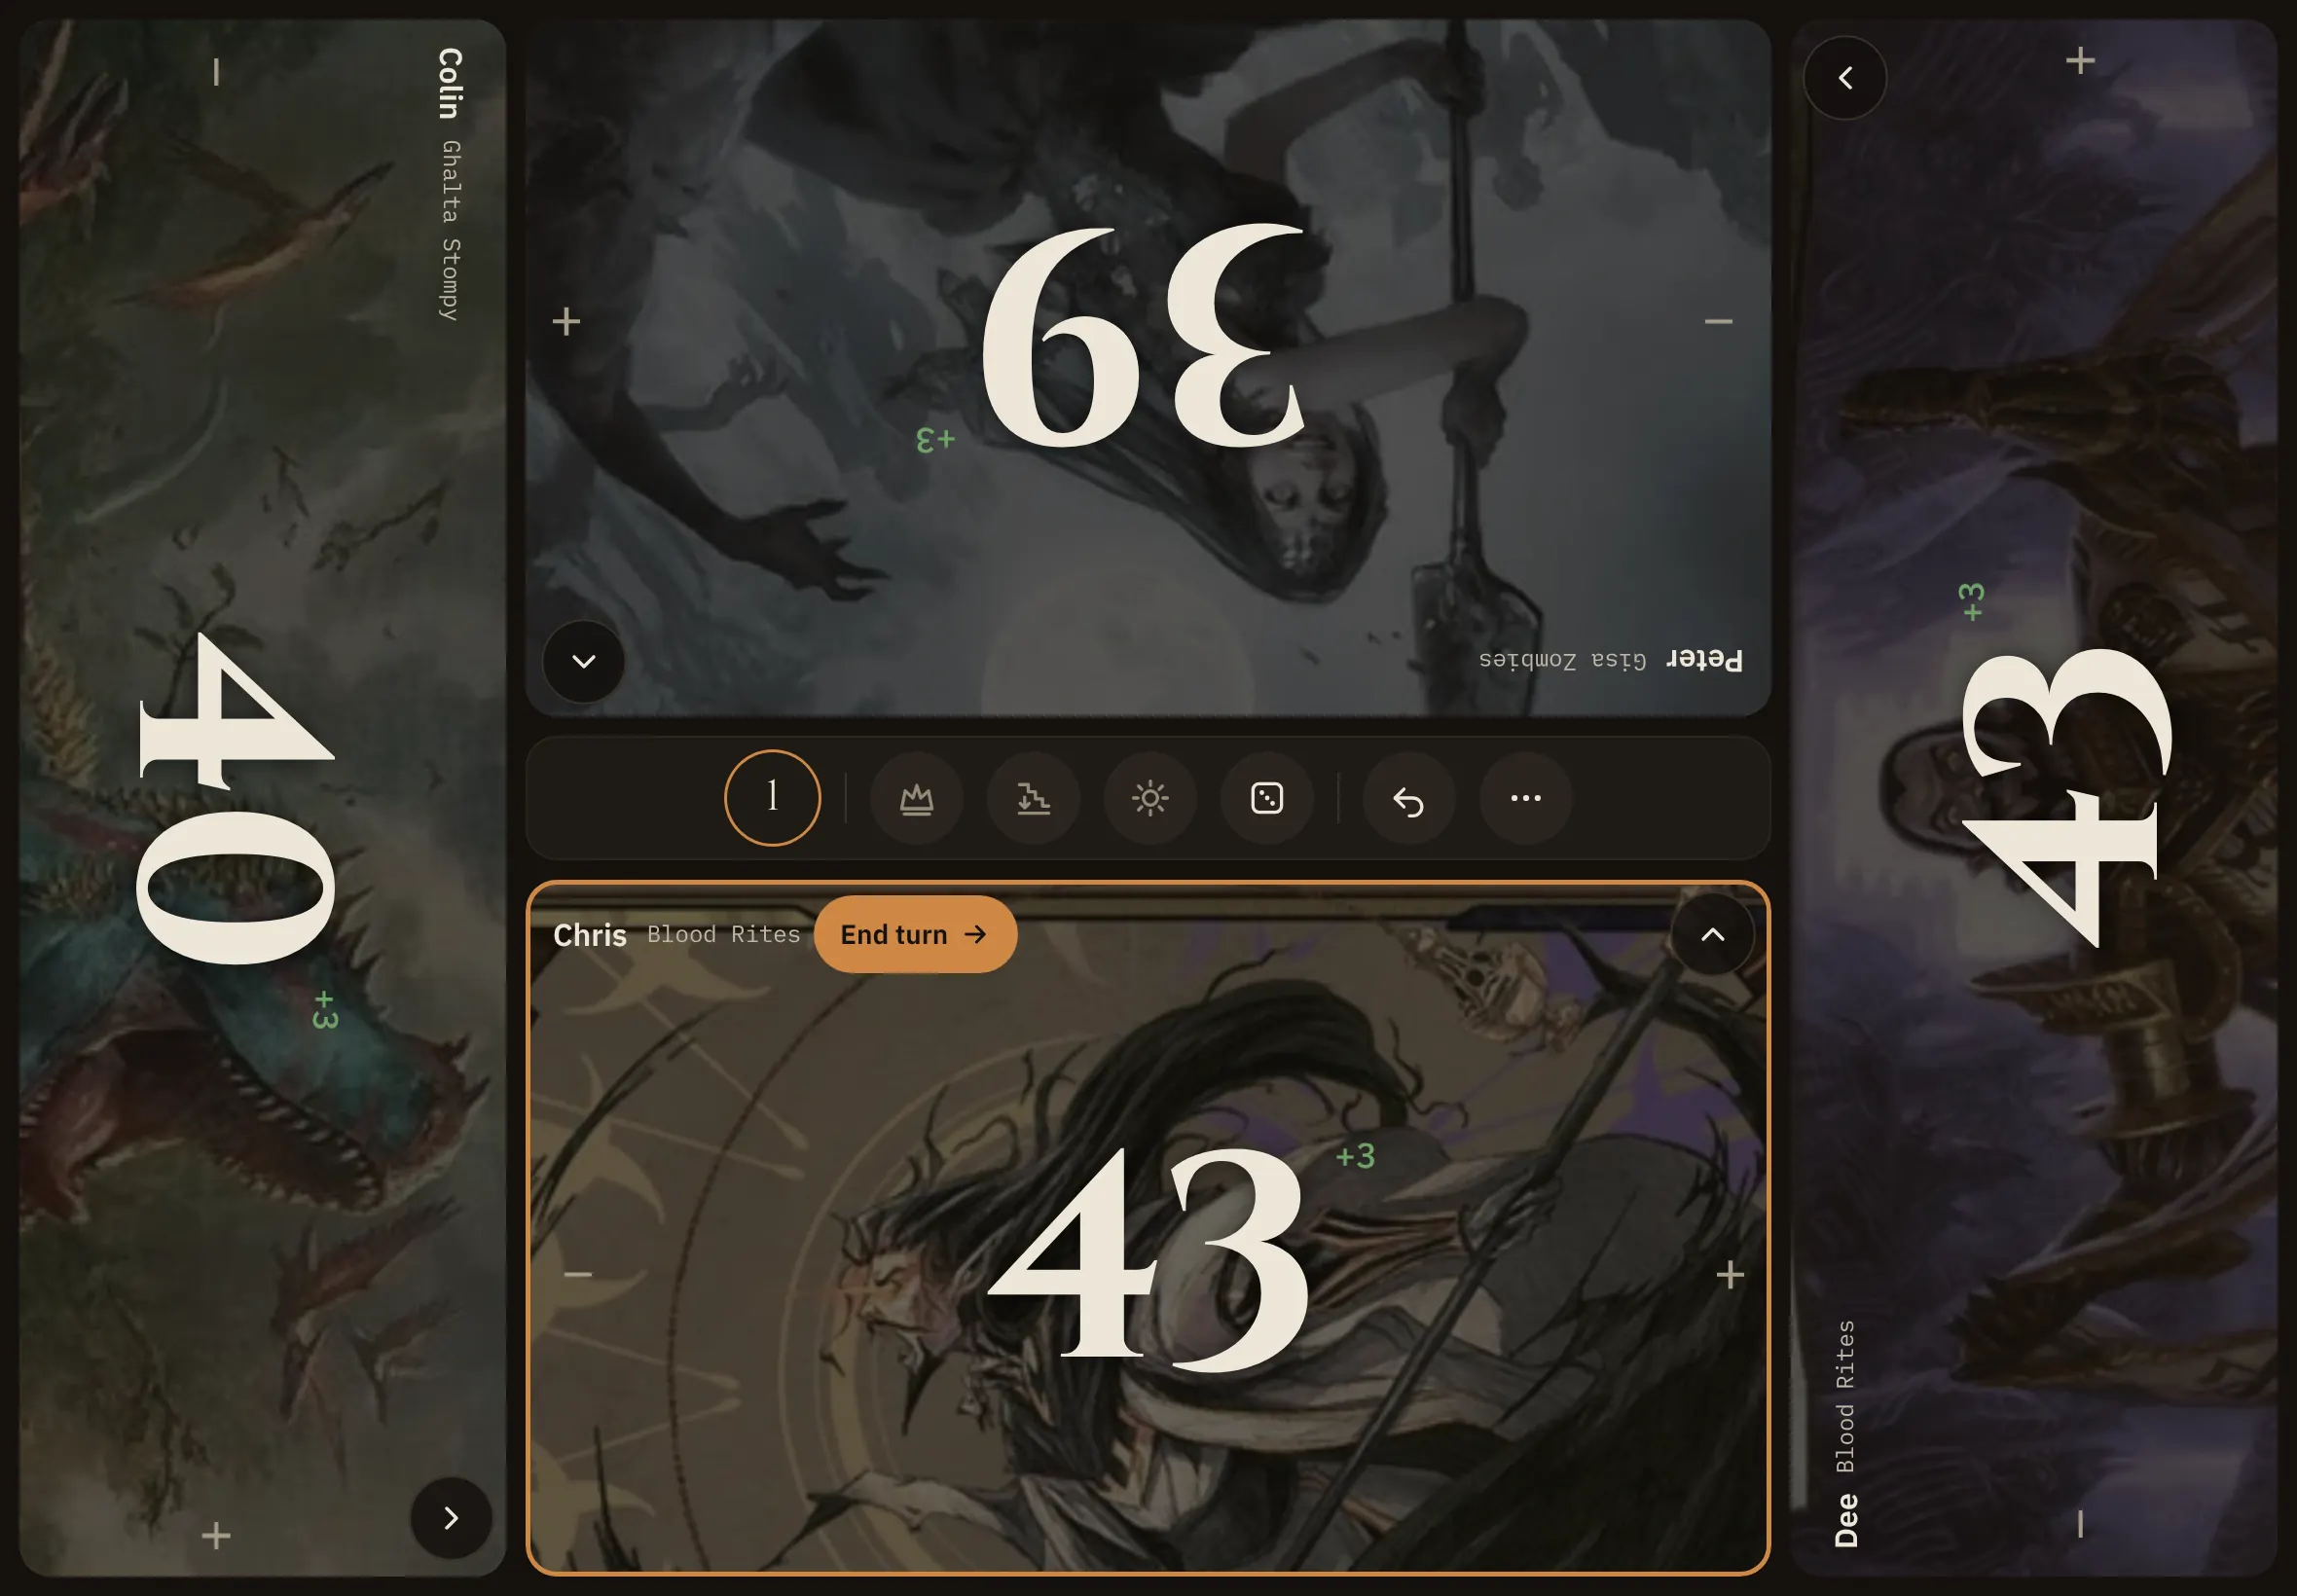 Colin Ghalta Stompy
40
+3
Peter Gisa Zombies
39
+3
1
Chris Blood Rites End turn
43
+3
Dee Blood Rites
43
+3